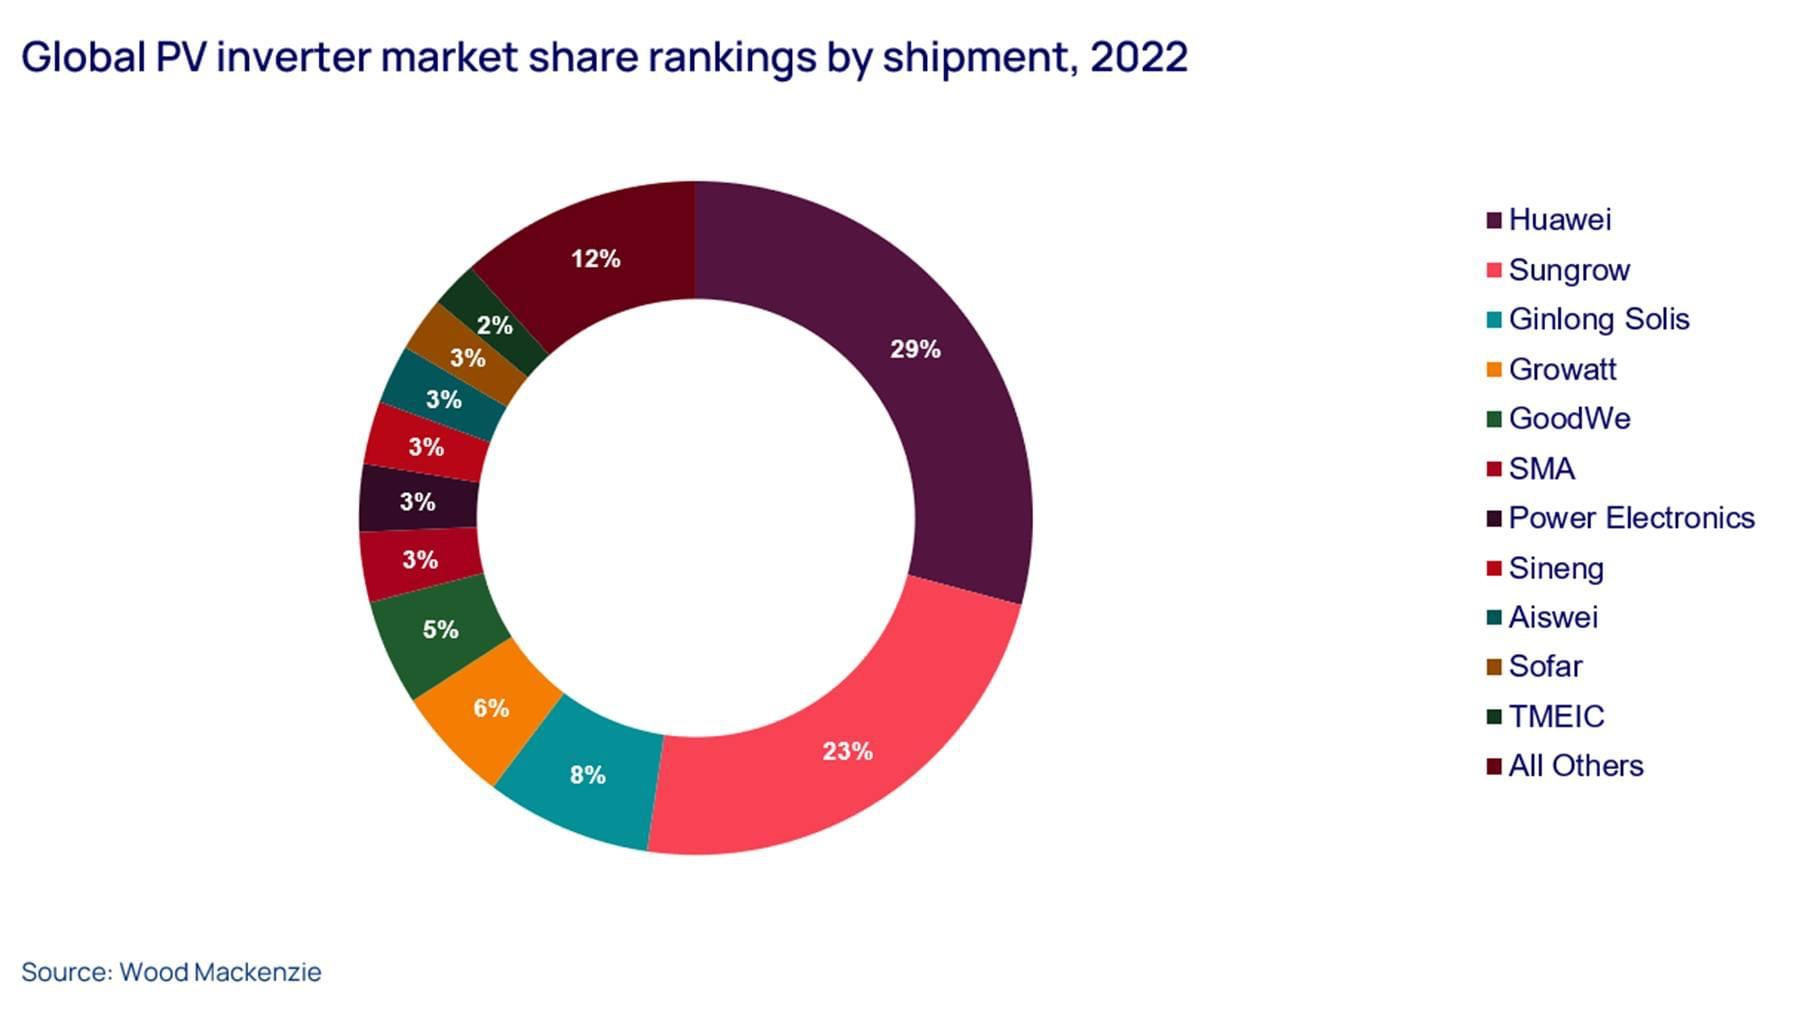 Global PV inverter market share rankings by shipment, 2022
12%
29%
2%
3%
3%
3%
3%
3%
5%
6%
8%
23%
Huawei
Sungrow
Ginlong Solis
Growatt
GoodWe
SMA
Power Electronics
Sineng
Aiswei
Sofar
TMEIC
All Others
Source: Wood Mackenzie